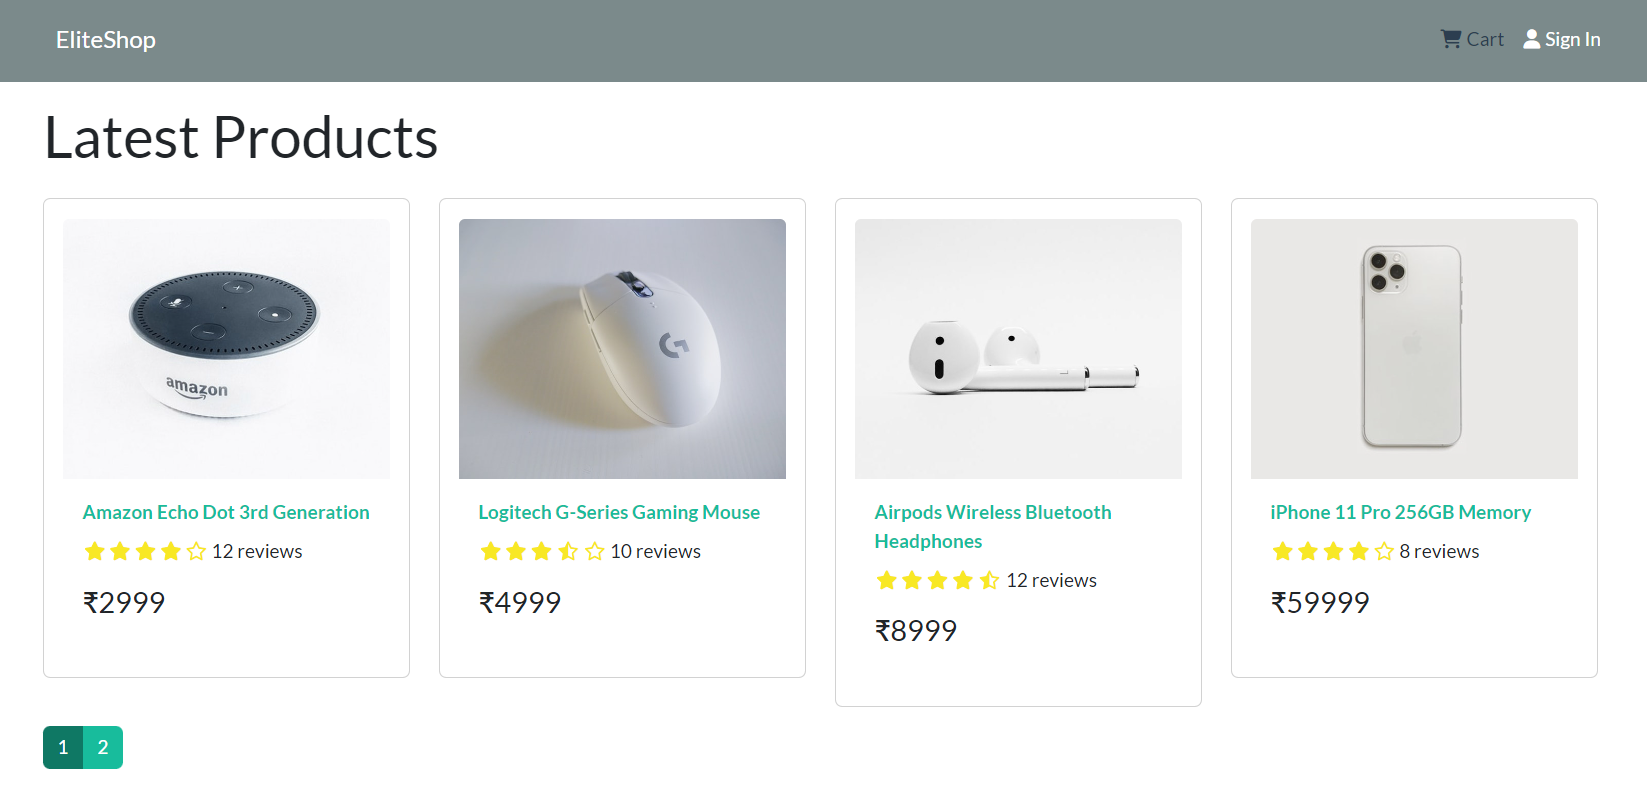 EliteShop
Cart
Sign In
Latest Products
amazon
Amazon Echo Dot 3rd Generation
12 reviews
₹2999
G
Logitech G-Series Gaming Mouse
10 reviews
₹4999
L
Airpods Wireless Bluetooth
Headphones
12 reviews
₹8999
iPhone 11 Pro 256GB Memory
8 reviews
₹59999
1 2